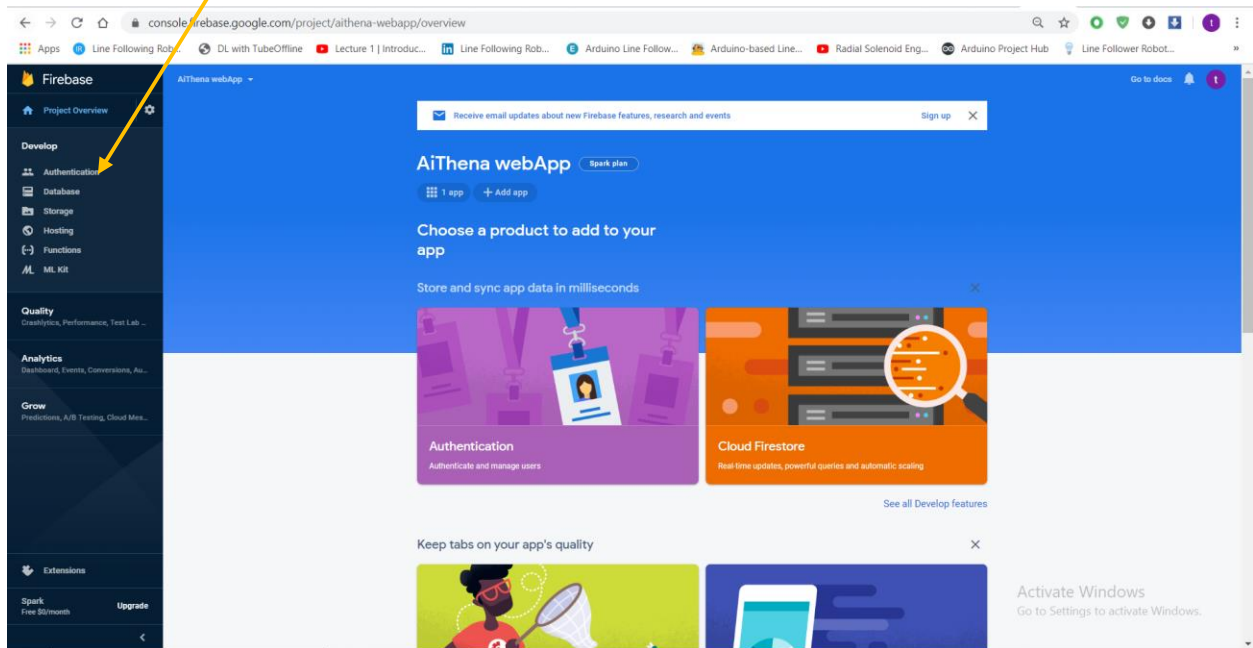 console.firebase.google.com/project/aithena-webapp/overview
Apps Line Following Rob... DL with TubeOffline Lecture 1 | Introduc... Line Following Rob... Arduino Line Follow... Arduino-based Line... Radial Solenoid Eng... Arduino Project Hub Line Follower Robot... »
Firebase AiThena webApp Go to docs t
Project Overview
Receive email updates about new Firebase features, research and events Sign up
Develop
Authentication
Database
Storage
Hosting
Functions
ML Kit
Quality
Crashlytics, Performance, Test Lab ...
Analytics
Dashboard, Events, Conversions, Au...
Grow
Predictions, A/B Testing, Cloud Mes...
Extensions
Spark
Free $0/month
Upgrade
AiThena webApp Spark plan
1 app + Add app
Choose a product to add to your
app
Store and sync app data in milliseconds
Authentication
Authenticate and manage users
Cloud Firestore
Real-time updates, powerful queries and automatic scaling
See all Develop features
Keep tabs on your app's quality
Activate Windows
Go to Settings to activate Windows.